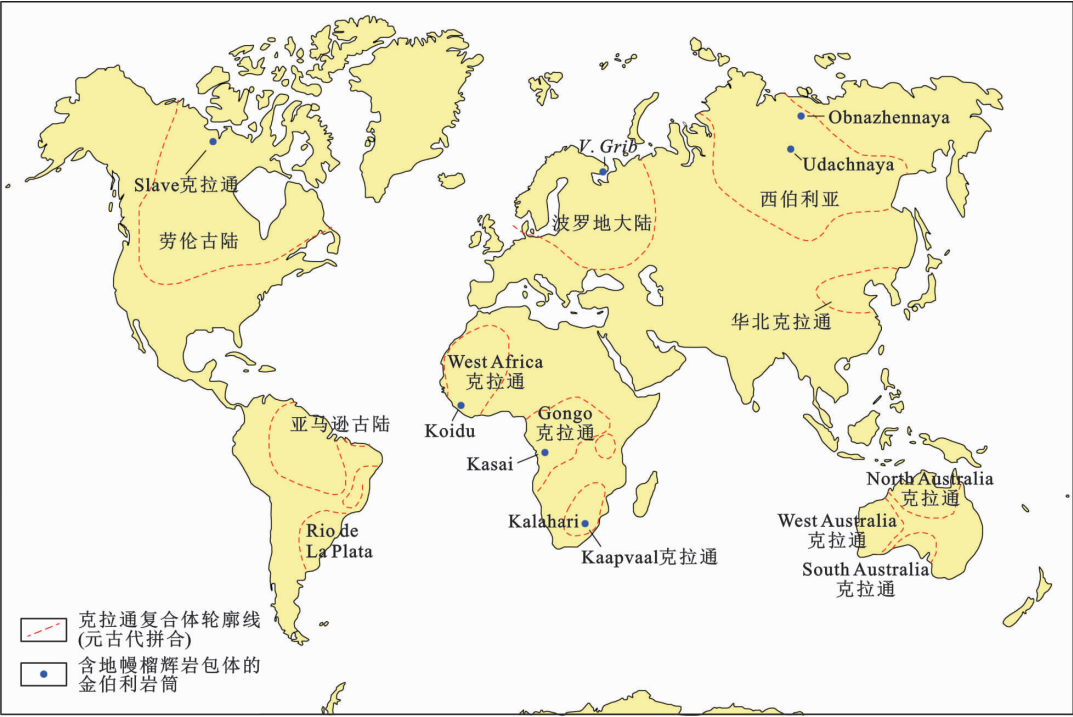 Obnazhennaya
V. Grib
Udachnaya
Slave克拉通
西伯利亚
波罗地大陆
劳伦古陆
华北克拉通
West Africa
克拉通
Gongo
克拉通
亚马逊古陆
Koidu
Kasai
North Australia
克拉通
Kalahari
West Australia
克拉通
Rio de
La Plata
Kaapvaal克拉通
South Australia
克拉通
克拉通复合体轮廓线
(元古代拼合)
含地幔榴辉岩包体的
金伯利岩筒